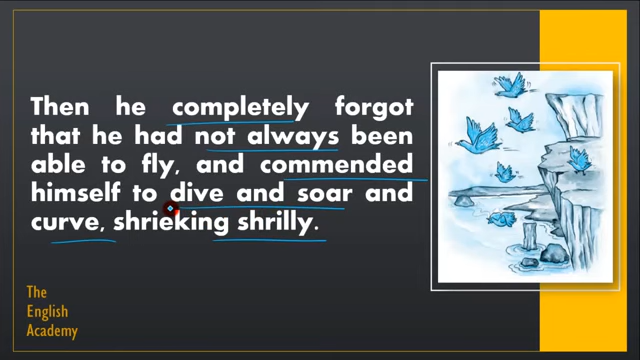 Then he completely forgot
that he had not always been
able to fly, and commended
himself to dive and soar and
curve, shrieking shrilly.
The
English
Academy